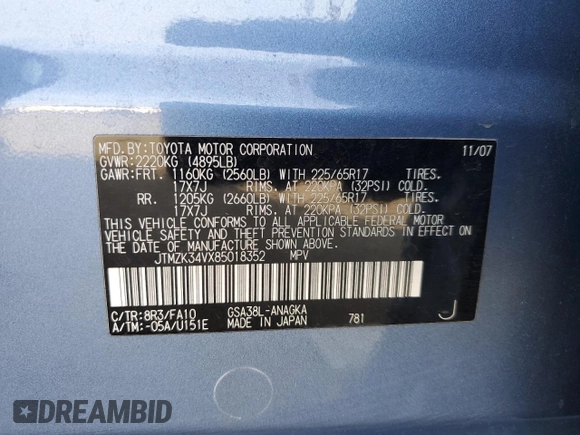 MFD.BY:TOYOTA MOTOR CORPORATION 11/07
GVWR:2220KG (4895LB)
GAWR:FRT. 1160KG (2560LB) WITH 225/65R17 TIRES.
17X7J RIMS. AT 220KPA (32PSI) COLD.
RR. 1205KG (2660LB) WITH 225/65R17 TIRES.
17X7J RIMS. AT 220KPA (32PSI) COLD.
THIS VEHICLE CONFORMS TO ALL APPLICABLE FEDERAL MOTOR
VEHICLE SAFETY AND THEFT PREVENTION STANDARDS IN EFFECT
ON THE DATE OF MANUFACTURE SHOWN ABOVE.
JTMZK34VX85018352 MPV
C/TR:8R3/FA10 GSA38L-ANAGKA
A/TM:-05A/U151E MADE IN JAPAN 781 J
DREAMBID